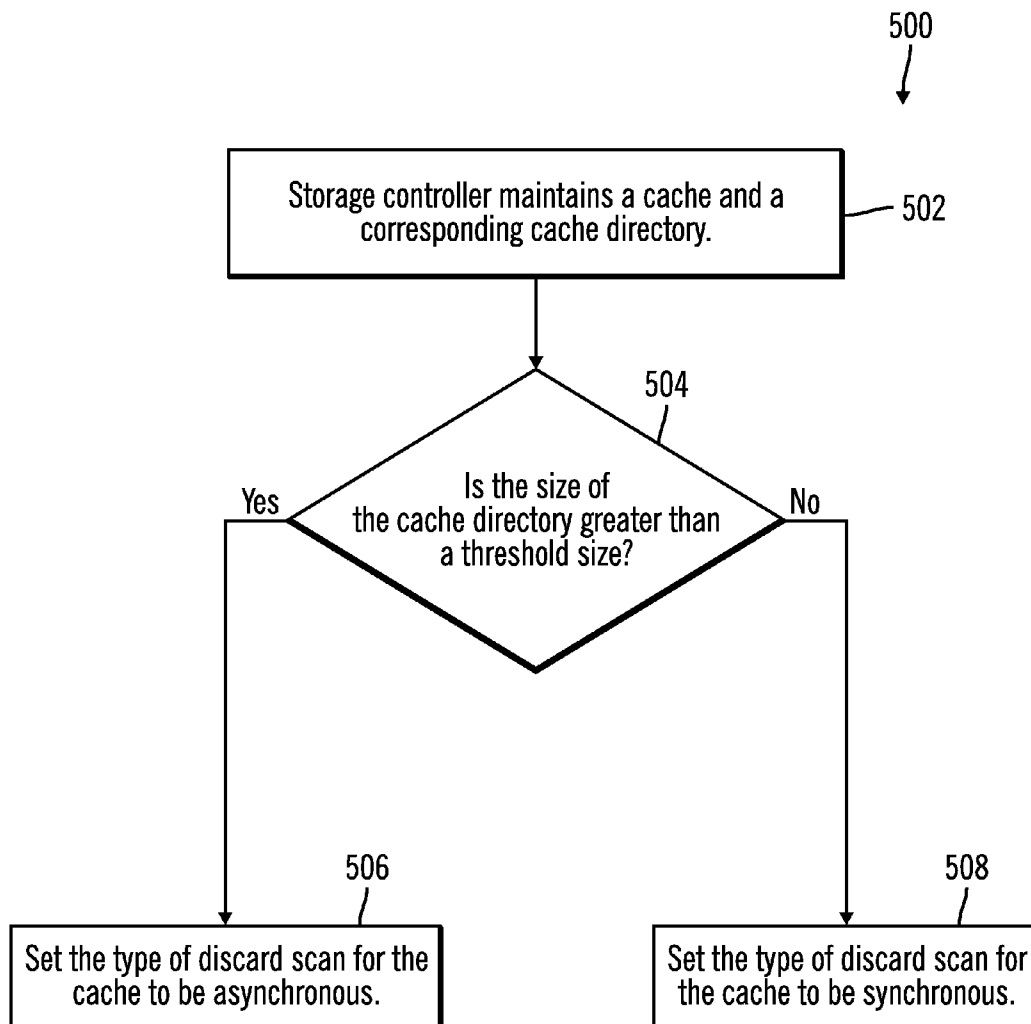 500
Storage controller maintains a cache and a
corresponding cache directory.
502
504
Is the size of
the cache directory greater than
a threshold size?
Yes
No
506
508
Set the type of discard scan for the
cache to be asynchronous.
Set the type of discard scan for
the cache to be synchronous.